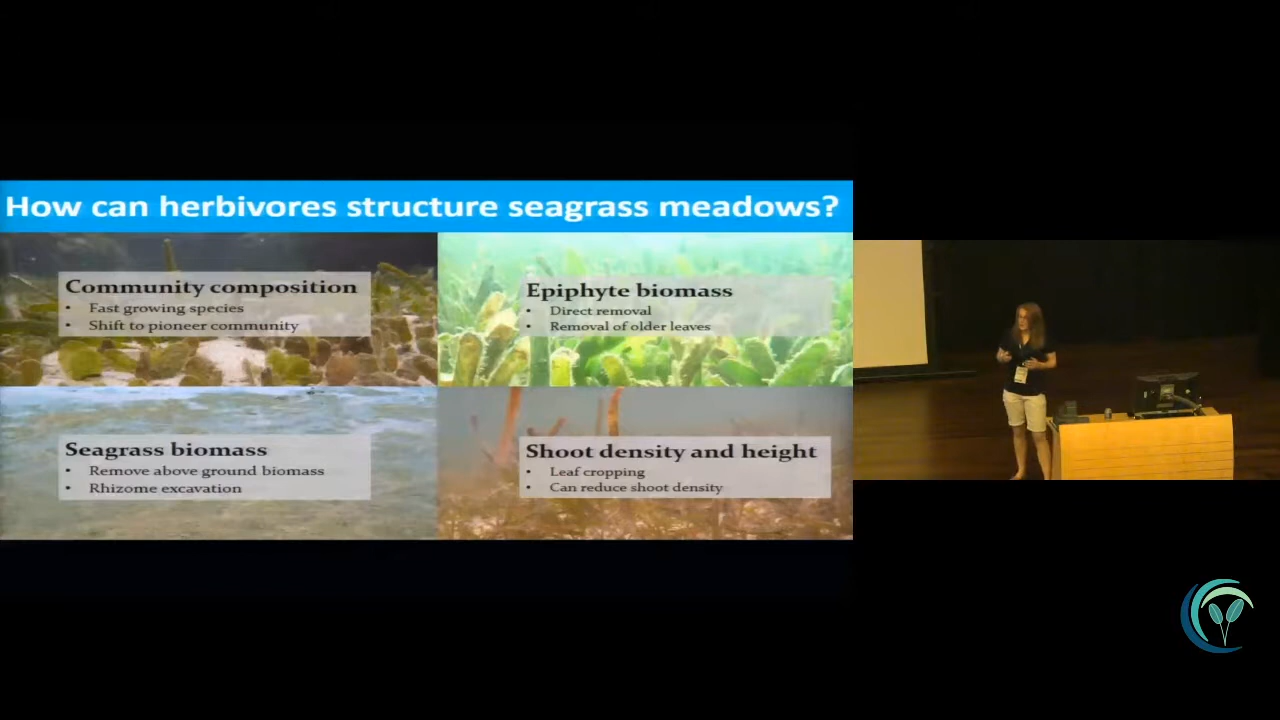 How can herbivores structure seagrass meadows?
Community composition
• Fast growing species
• Shift to pioneer community
Epiphyte biomass
• Direct removal
• Removal of older leaves
Seagrass biomass
• Remove above ground biomass
• Rhizome excavation
Shoot density and height
• Leaf cropping
• Can reduce shoot density